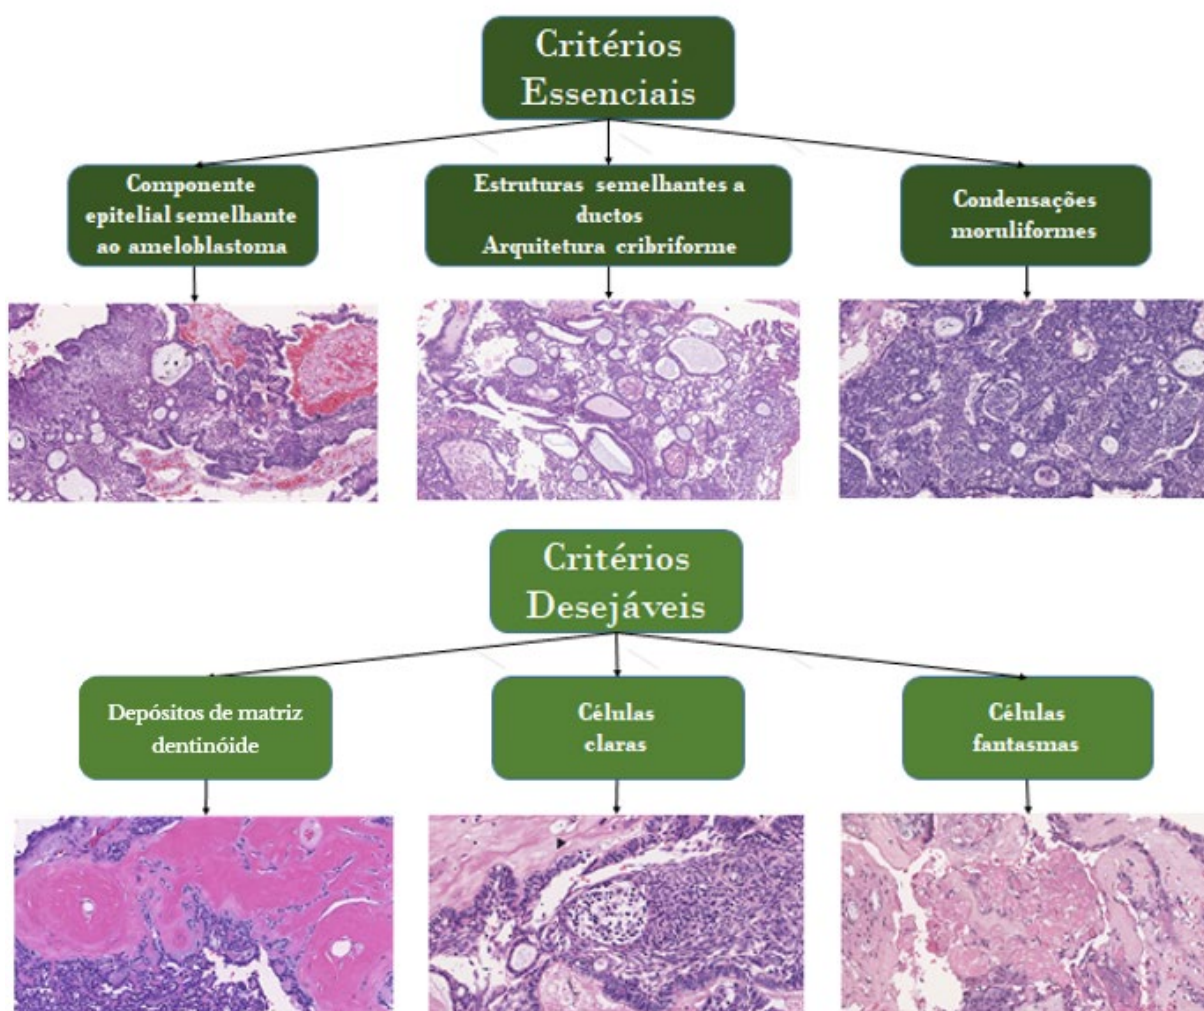 Critérios
Essenciais
Componente
epitelial semelhante
ao ameloblastoma
Estruturas semelhantes a
ductos
Arquitetura cribriforme
Condensações
moruliformes
Critérios
Desejáveis
Depósitos de matriz
dentinóide
Células
claras
Células
fantasmas